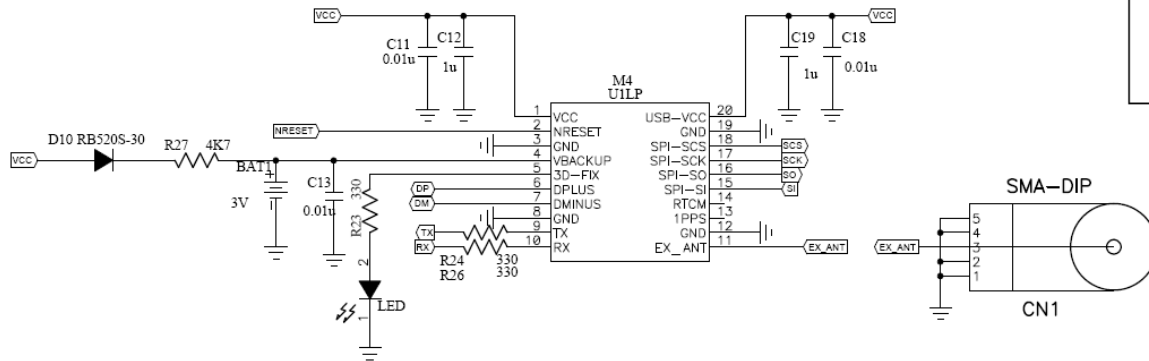 VCC
VCC
C11
0.01u
C12
1u
C19
1u
C18
0.01u
M4
U1LP
1 VCC USB-VCC 20
NRESET
2 NRESET GND 19
3 GND SPI-SCS 18 SCS
D10 RB520S-30
R27 4K7
VCC
4 VBACKUP SPI-SCK 17 SCK
5 3D-FIX SPI-SO 16 SO
BAT1
+
3V
C13
0.01u
330
R23
DP 6 DPLUS SPI-SI 15 SI
DM 7 DMINUS RTCM 14
8 GND 1PPS 13
TX 9 TX GND 12
RX 10 RX EX_ANT 11 EX_ANT
R24 330
R26 330
2
LED
1
SMA-DIP
5
4
EX_ANT 3
2
1
CN1